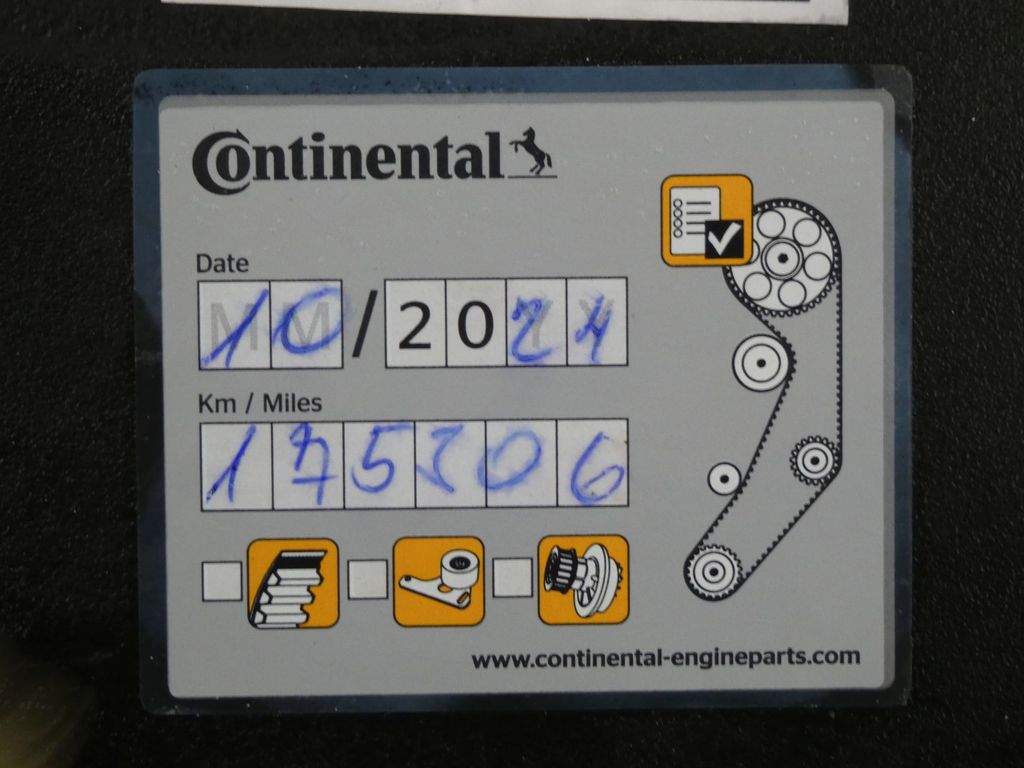 Continental
Date
10/2024
Km / Miles
175306
www.continental-engineparts.com